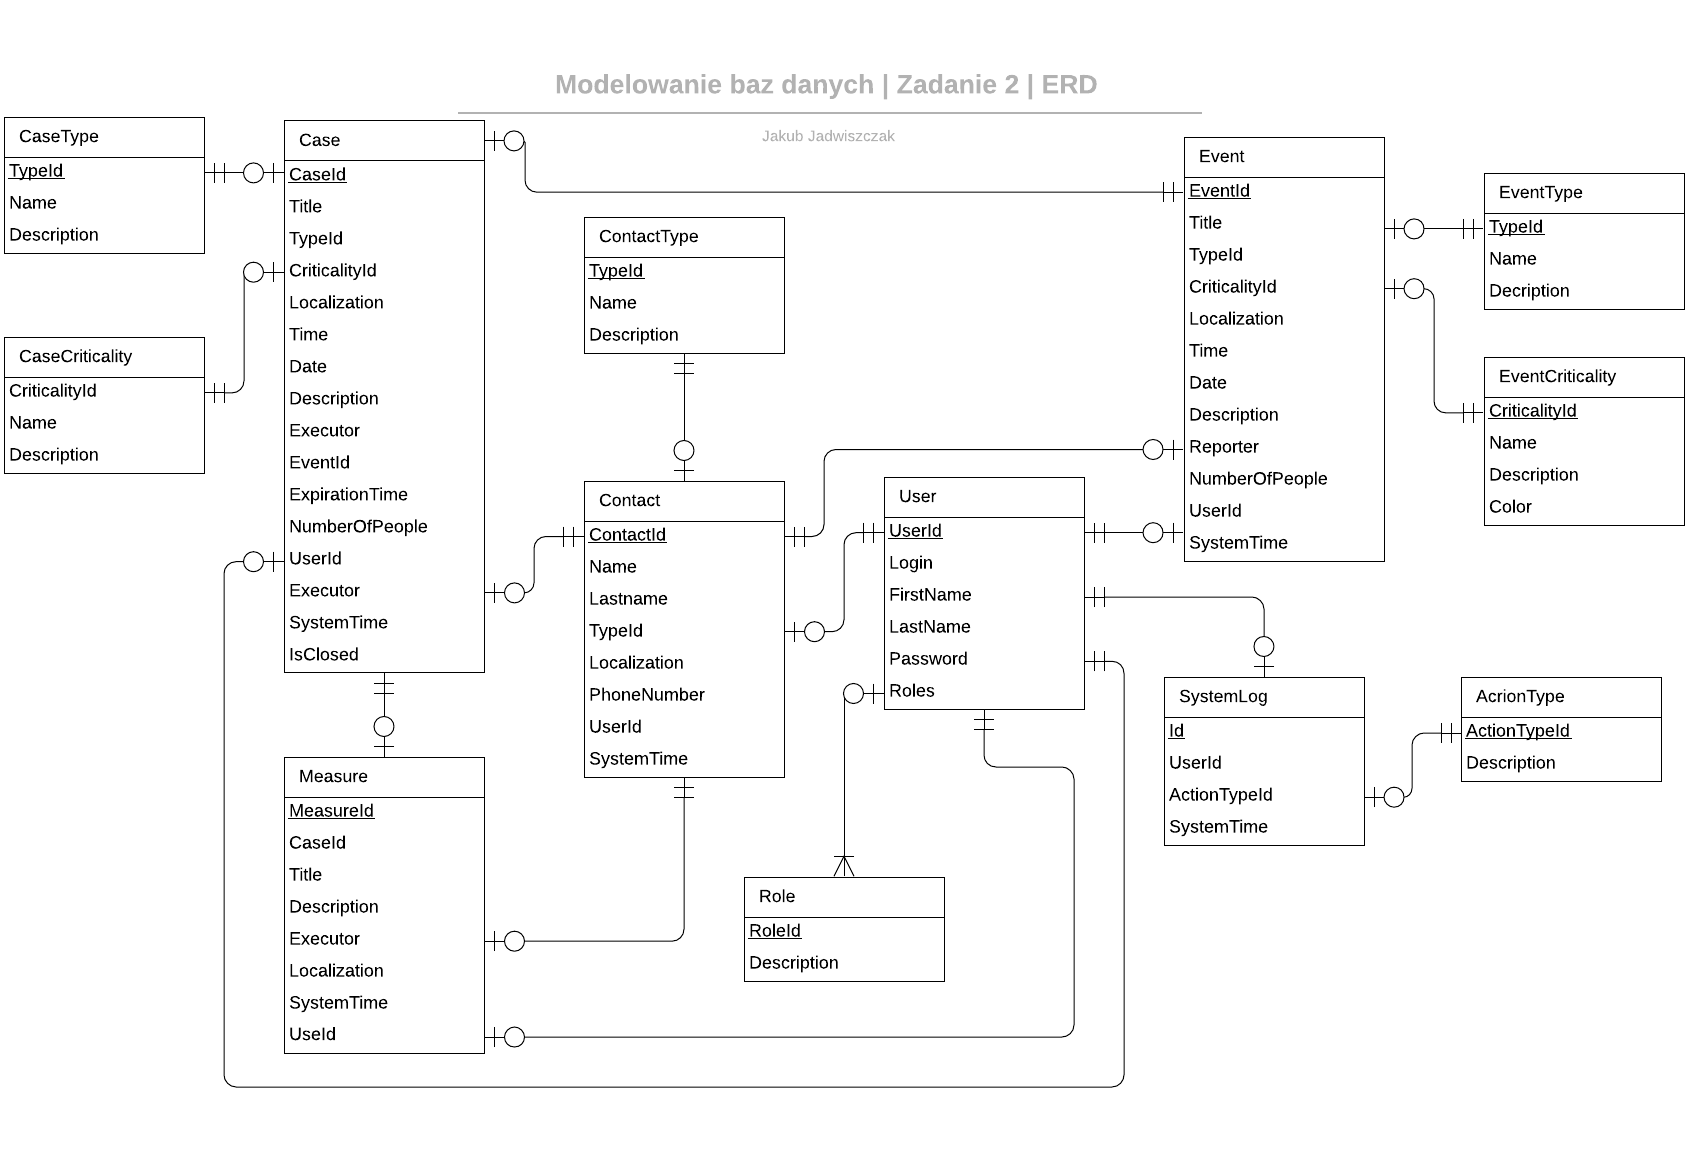 Modelowanie baz danych | Zadanie 2 | ERD
Jakub Jadwiszczak
CaseType
TypeId
Name
Description
CaseCriticality
CriticalityId
Name
Description
Case
CaseId
Title
TypeId
CriticalityId
Localization
Time
Date
Description
Executor
EventId
ExpirationTime
NumberOfPeople
UserId
Executor
SystemTime
IsClosed
Measure
MeasureId
CaseId
Title
Description
Executor
Localization
SystemTime
UseId
ContactType
TypeId
Name
Description
Contact
ContactId
Name
Lastname
TypeId
Localization
PhoneNumber
UserId
SystemTime
User
UserId
Login
FirstName
LastName
Password
Roles
Role
RoleId
Description
Event
EventId
Title
TypeId
CriticalityId
Localization
Time
Date
Description
Reporter
NumberOfPeople
UserId
SystemTime
EventType
TypeId
Name
Decription
EventCriticality
CriticalityId
Name
Description
Color
SystemLog
Id
UserId
ActionTypeId
SystemTime
AcrionType
ActionTypeId
Description